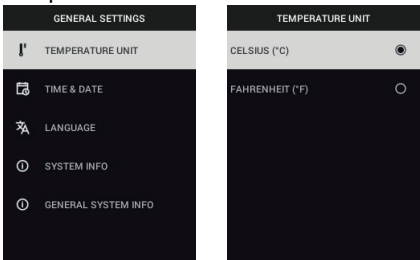 GENERAL SETTINGS
TEMPERATURE UNIT
TIME & DATE
LANGUAGE
SYSTEM INFO
GENERAL SYSTEM INFO
TEMPERATURE UNIT
CELSIUS (°C)
FAHRENHEIT (°F)